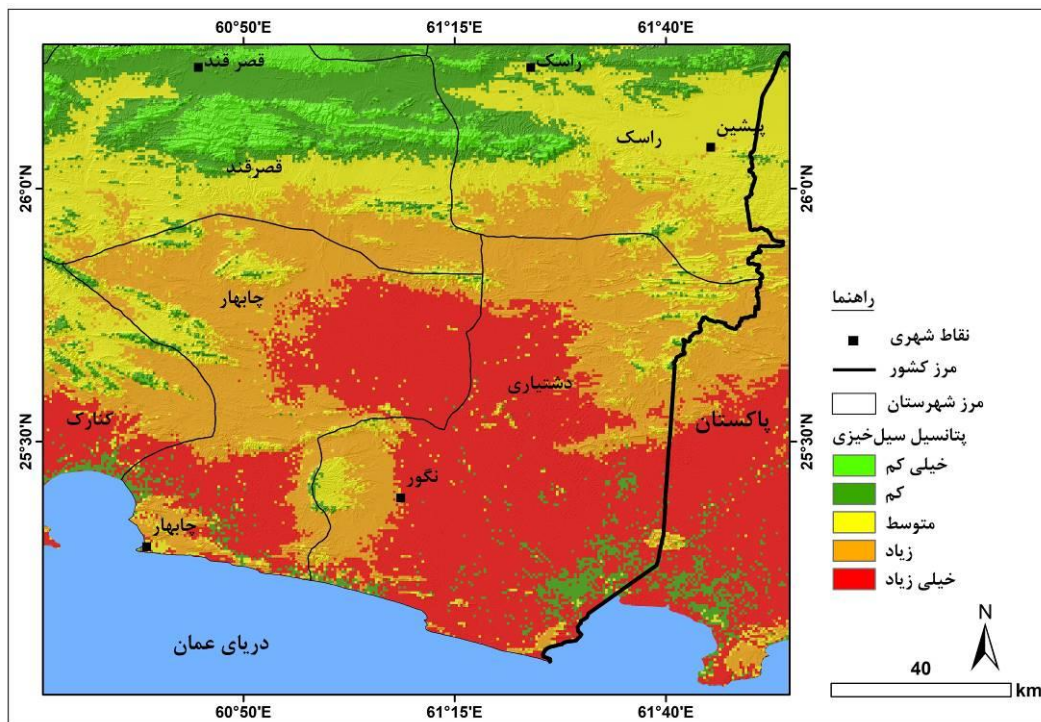 60°50'E 61°15'E 61°40'E
قصر قند
راسک
پیشین
راسک
قصرقند
26°0'N
26°0'N
چابهار
دشتیاری
کنارک
پاکستان
25°30'N
25°30'N
نگور
چابهار
دریای عمان
60°50'E 61°15'E 61°40'E
راهنما
نقاط شهری
مرز کشور
مرز شهرستان
پتانسیل سیل‌خیزی
خیلی کم
کم
متوسط
زیاد
خیلی زیاد
N
40
km